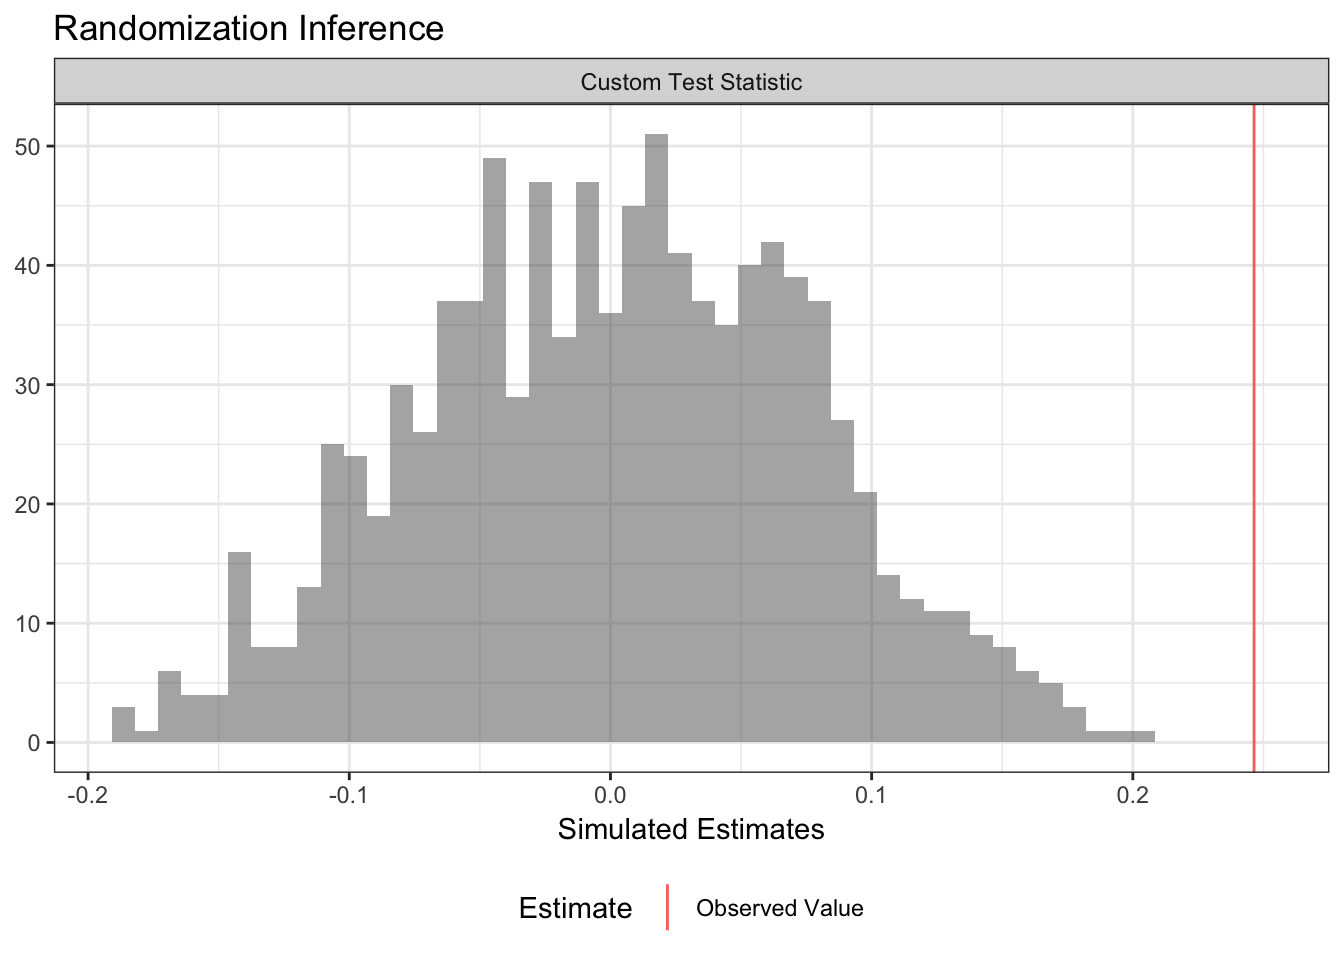 Randomization Inference
Custom Test Statistic
50
40
30
20
10
0
-0.2 -0.1 0.0 0.1 0.2
Simulated Estimates
Estimate Observed Value